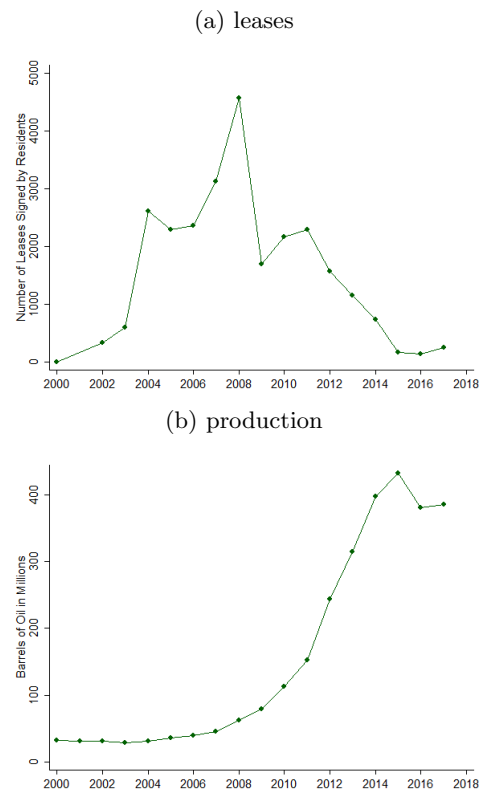 (a) leases
Number of Leases Signed by Residents
5000
4000
3000
2000
1000
0
2000 2002 2004 2006 2008 2010 2012 2014 2016 2018
(b) production
Barrels of Oil in Millions
400
300
200
100
0
2000 2002 2004 2006 2008 2010 2012 2014 2016 2018